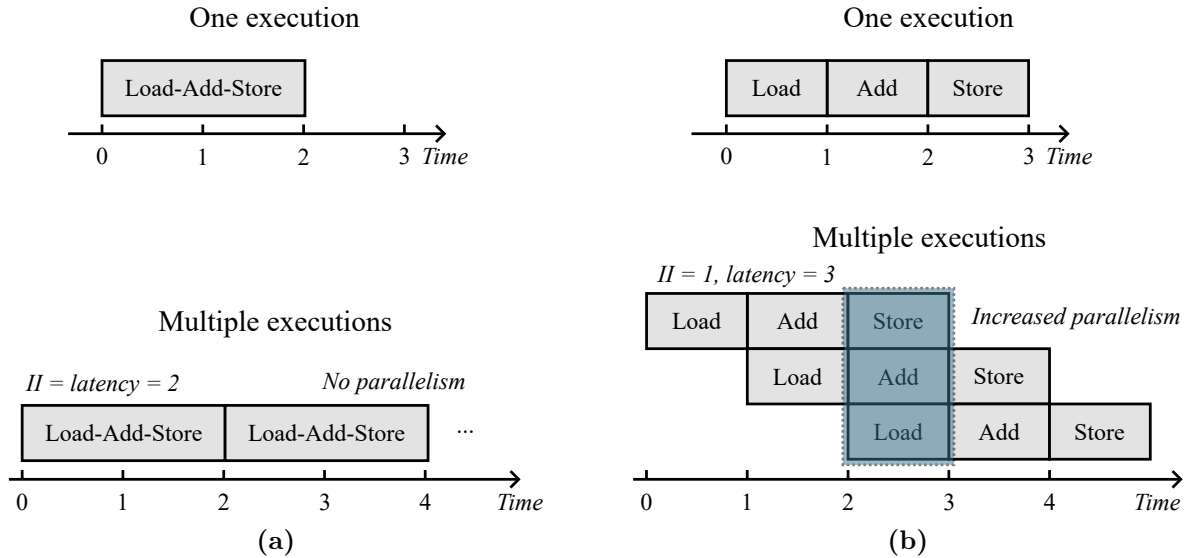 One execution
Load-Add-Store
0 1 2 3 Time
Multiple executions
II = latency = 2 No parallelism
Load-Add-Store Load-Add-Store ...
0 1 2 3 4 Time
(a)
One execution
Load Add Store
0 1 2 3 Time
Multiple executions
II = 1, latency = 3
Load Add Store Increased parallelism
Load Add Store
Load Add Store
0 1 2 3 4 Time
(b)